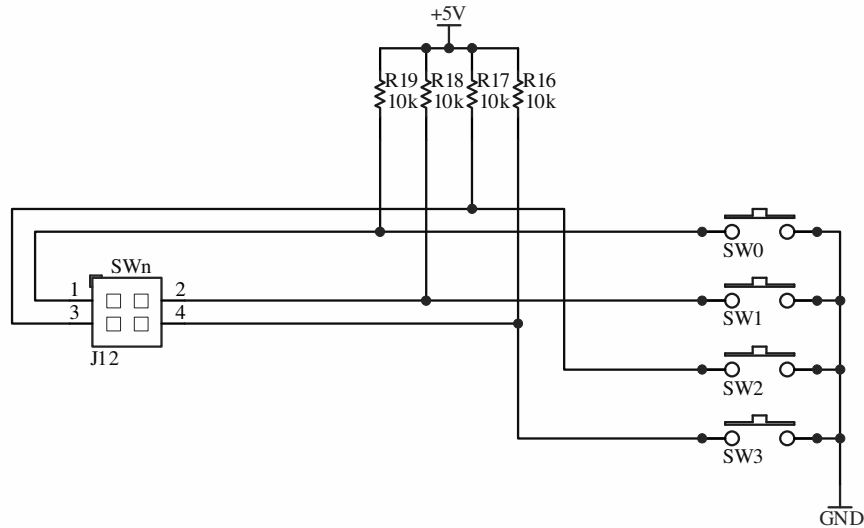 +5V
R19 R18 R17 R16
10k 10k 10k 10k
SWn
1 2
3 4
J12
SW0
SW1
SW2
SW3
GND